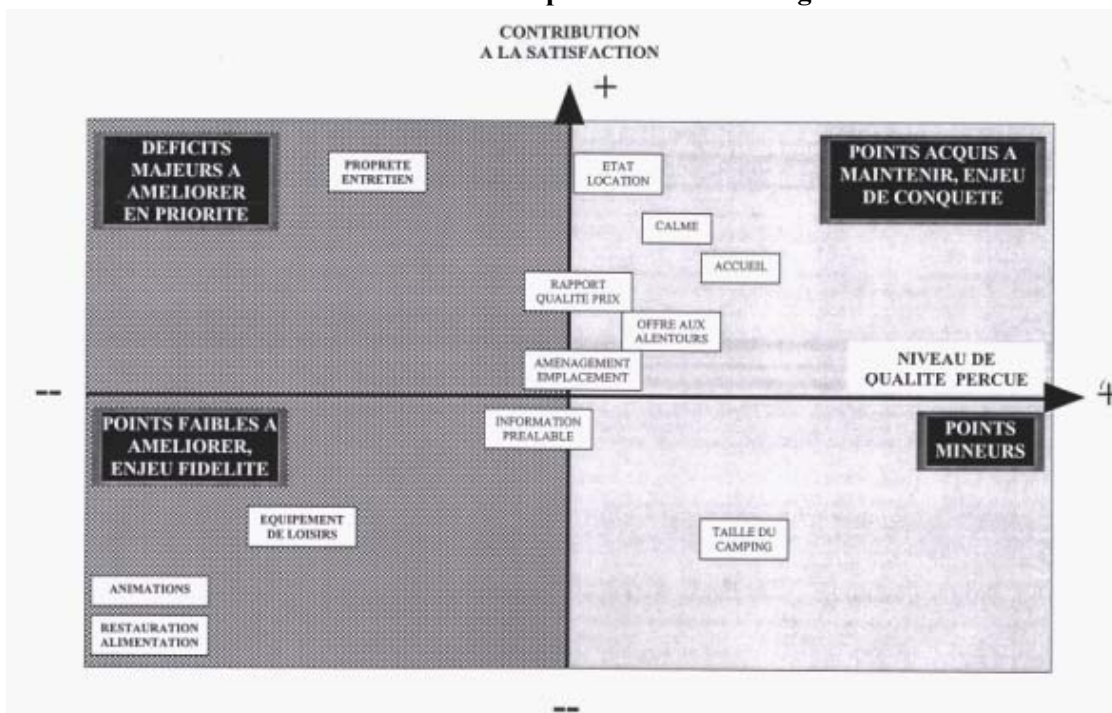 CONTRIBUTION
A LA SATISFACTION
+
DEFICITS
MAJEURS A
AMELIORER
EN PRIORITE
PROPRETE
ENTRETIEN
ETAT
LOCATION
POINTS ACQUIS A
MAINTENIR, ENJEU
DE CONQUETE
CALME
ACCUEIL
RAPPORT
QUALITE PRIX
OFFRE AUX
ALENTOURS
AMENAGEMENT
EMPLACEMENT
NIVEAU DE
QUALITE PERCUE
--
+
POINTS FAIBLES A
AMELIORER,
ENJEU FIDELITE
INFORMATION
PREALABLE
POINTS
MINEURS
EQUIPEMENT
DE LOISIRS
TAILLE DU
CAMPING
ANIMATIONS
RESTAURATION
ALIMENTATION
--